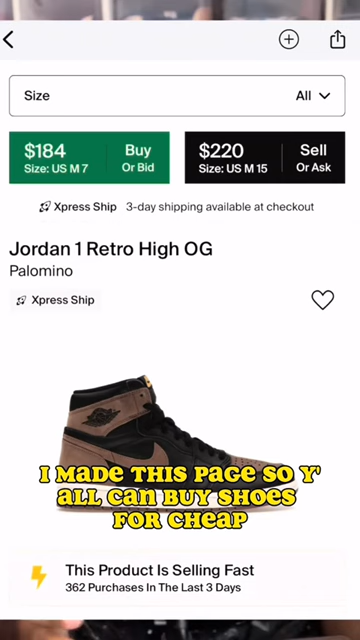 Size
All
$184
Buy
Size: US M 7
Or Bid
$220
Sell
Size: US M 15
Or Ask
Xpress Ship 3-day shipping available at checkout
Jordan 1 Retro High OG
Palomino
Xpress Ship
I MADE THIS PAGE SO Y'
ALL CAN BUY SHOES
FOR CHEAP
This Product Is Selling Fast
362 Purchases In The Last 3 Days